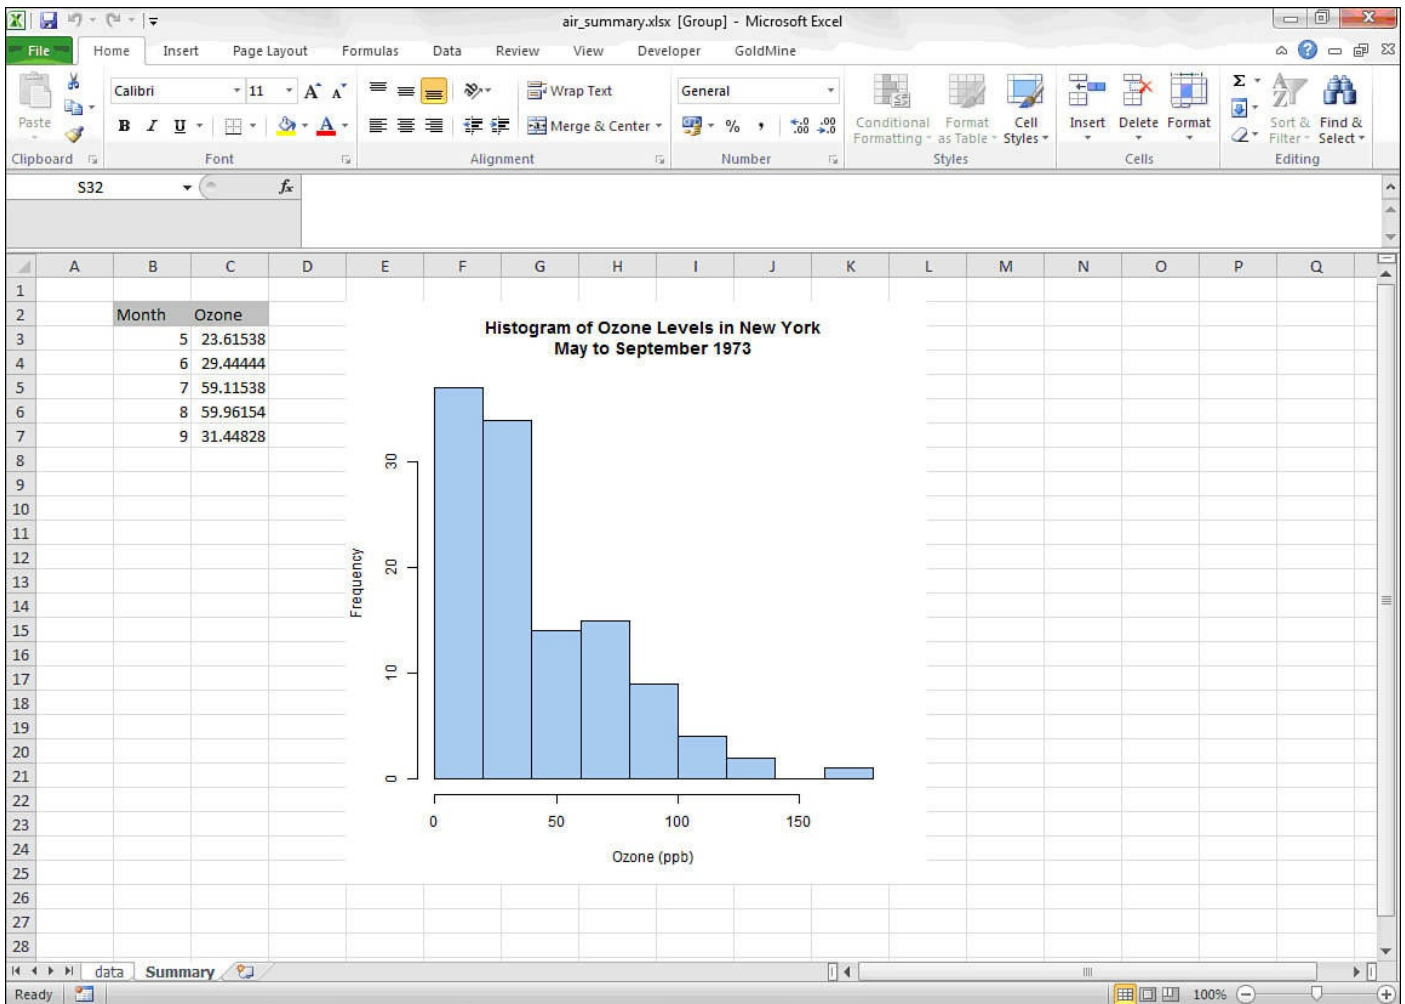 air_summary.xlsx [Group] - Microsoft Excel
File Home Insert Page Layout Formulas Data Review View Developer GoldMine
Calibri 11 A A Wrap Text General
Paste B I U A Merge & Center % , .0 .00 .00 .0 Conditional Formatting Format as Table Cell Styles Insert Delete Format Σ Sort & Filter Find & Select
Clipboard Font Alignment Number Styles Cells Editing
S32 fx
A B C D E F G H I J K L M N O P Q
1
2 Month Ozone
3 5 23.61538
4 6 29.44444
5 7 59.11538
6 8 59.96154
7 9 31.44828
8
9
10
11
12
13
14
15
16
17
18
19
20
21
22
23
24
25
26
27
28
Histogram of Ozone Levels in New York
May to September 1973
Frequency
30
20
10
0
0 50 100 150
Ozone (ppb)
data Summary
Ready 100%